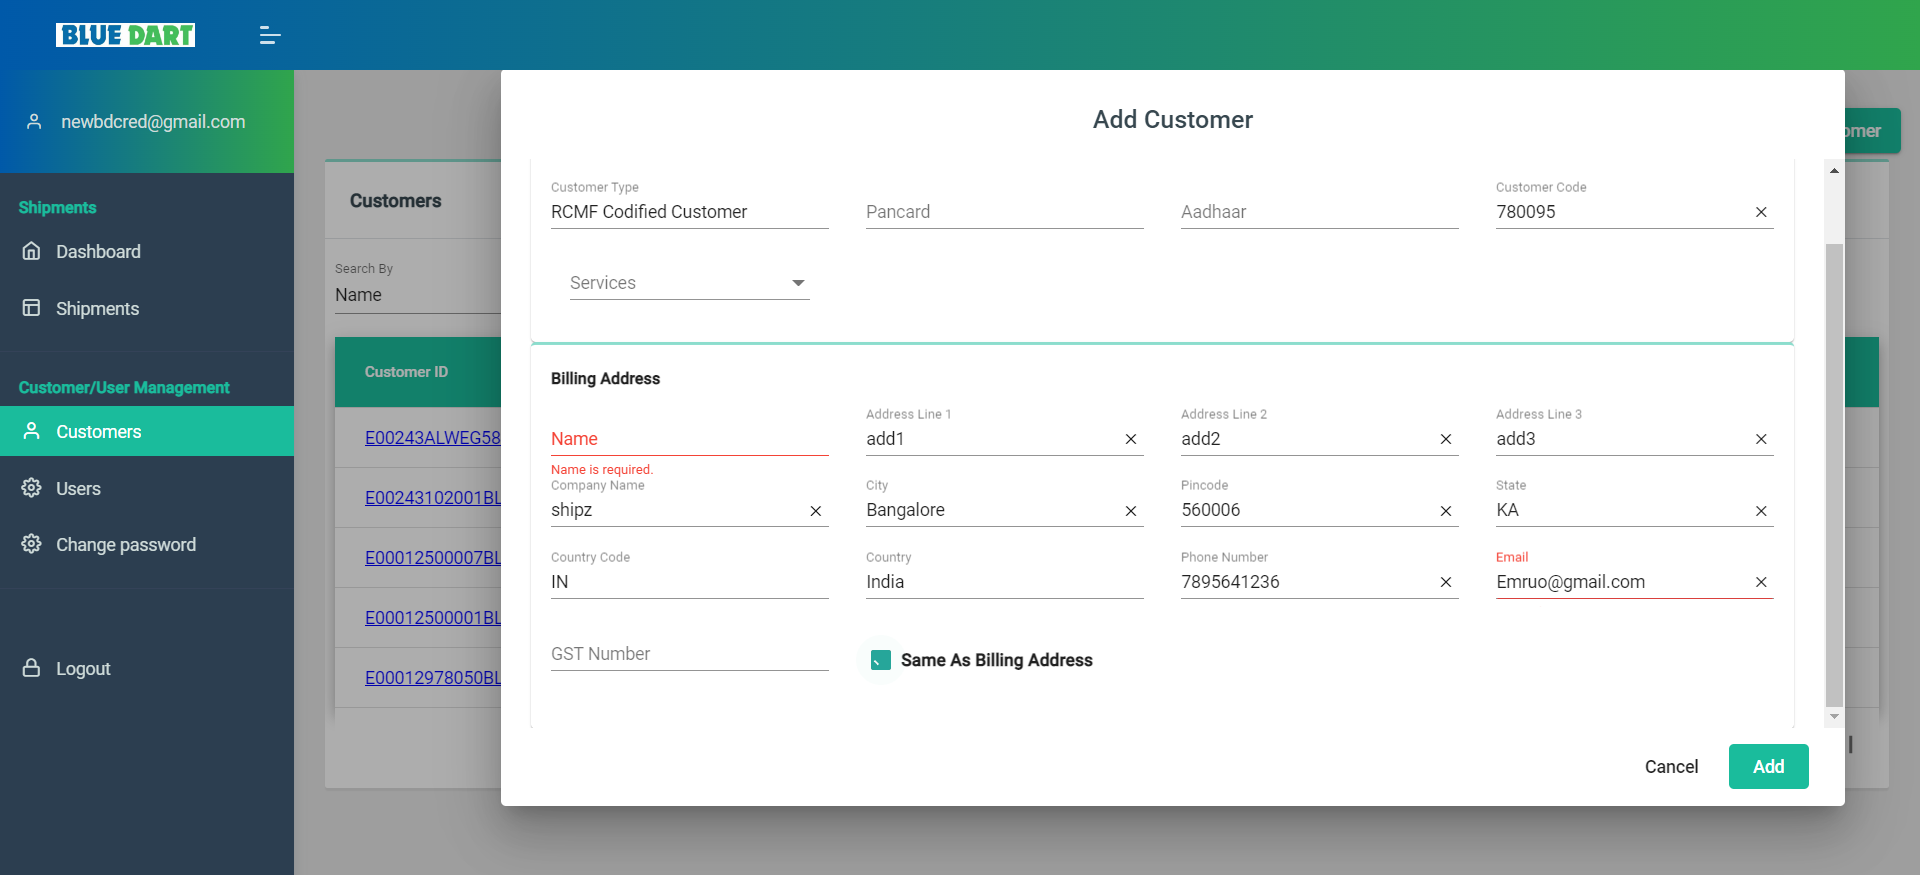 BLUE DART
newbdcred@gmail.com
Shipments
Dashboard
Shipments
Customer/User Management
Customers
Users
Change password
Logout
Customers
Search By
Name
Customer ID
E00243ALWEG58
E00243102001BL
E00012500007BL
E00012500001BL
E00012978050BL
omer
Add Customer
Customer Type
RCMF Codified Customer
Pancard
Aadhaar
Customer Code
780095
Services
Billing Address
Name
Name is required.
Address Line 1
add1
Address Line 2
add2
Address Line 3
add3
Company Name
shipz
City
Bangalore
Pincode
560006
State
KA
Country Code
IN
Country
India
Phone Number
7895641236
Email
Emruo@gmail.com
GST Number
Same As Billing Address
Cancel
Add